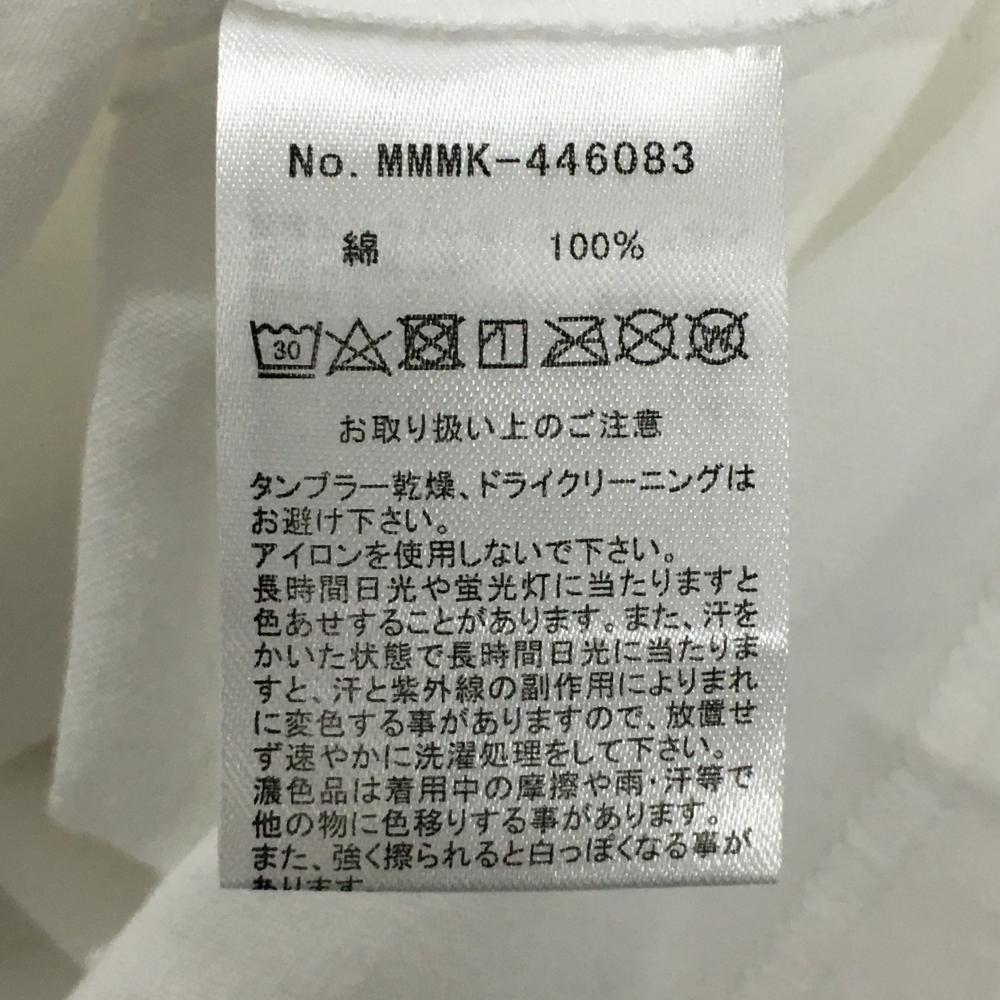 No. MMMK-446083
綿 100%
30
お取り扱い上のご注意
タンブラー乾燥、ドライクリーニングは
お避け下さい。
アイロンを使用しないで下さい。
長時間日光や蛍光灯に当たりますと
色あせすることがあります。また、汗を
かいた状態で長時間日光に当たりま
すと、汗と紫外線の副作用によりまれ
に変色する事がありますので、放置せ
ず速やかに洗濯処理をして下さい。
濃色品は着用中の摩擦や雨・汗等で
他の物に色移りする事があります。
また、強く擦られると白っぽくなる事が
あります。